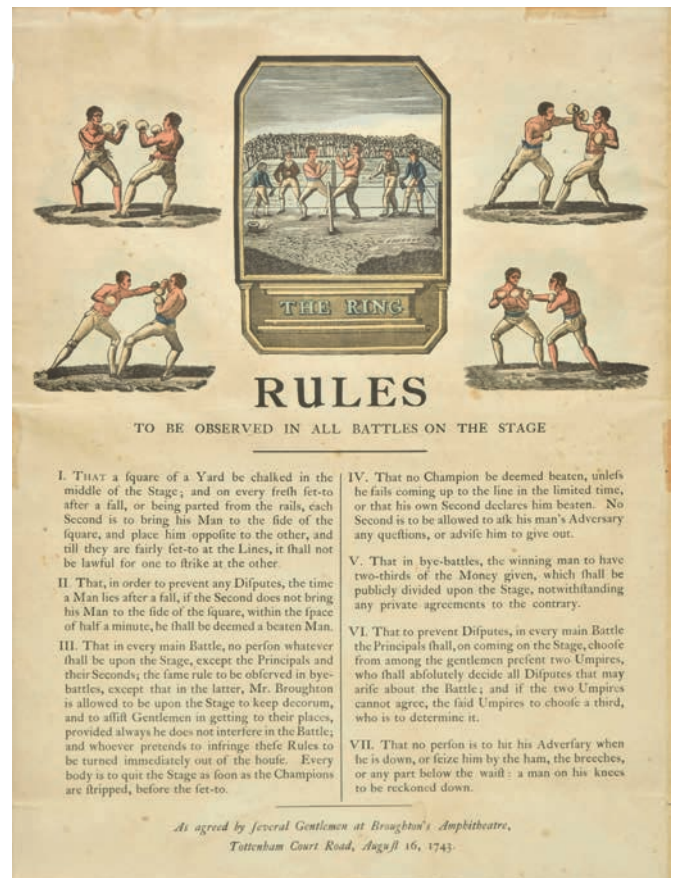 THE RING
RULES
TO BE OBSERVED IN ALL BATTLES ON THE STAGE
I. THAT a ſquare of a Yard be chalked in the
middle of the Stage; and on every freſh ſet-to
after a fall, or being parted from the rails, each
Second is to bring his Man to the ſide of the
ſquare, and place him oppoſite to the other, and
till they are fairly ſet-to at the Lines, it ſhall not
be lawful for one to ſtrike at the other
II. That, in order to prevent any Diſputes, the time
a Man lies after a fall, if the Second does not bring
his Man to the ſide of the ſquare, within the ſpace
of half a minute, he ſhall be deemed a beaten Man.
III. That in every main Battle, no perſon whatever
ſhall be upon the Stage, except the Principals and
their Seconds; the ſame rule to be obſerved in bye-
battles, except that in the latter, Mr. Broughton
is allowed to be upon the Stage to keep decorum,
and to aſſiſt Gentlemen in getting to their places,
provided always he does not interfere in the Battle;
and whoever pretends to infringe theſe Rules to
be turned immediately out of the houſe. Every
body is to quit the Stage as ſoon as the Champions
are ſtripped, before the ſet-to.
IV. That no Champion be deemed beaten, unleſs
he fails coming up to the line in the limited time,
or that his own Second declares him beaten. No
Second is to be allowed to aſk his man's Adverſary
any queſtions, or adviſe him to give out.
V. That in bye-battles, the winning man to have
two-thirds of the Money given, which ſhall be
publicly divided upon the Stage, notwithſtanding
any private agreements to the contrary.
VI. That to prevent Diſputes, in every main Battle
the Principals ſhall, on coming on the Stage, chooſe
from among the gentlemen preſent two Umpires,
who ſhall abſolutely decide all Diſputes that may
ariſe about the Battle; and if the two Umpires
cannot agree, the ſaid Umpires to chooſe a third,
who is to determine it.
VII. That no perſon is to hit his Adverſary when
he is down, or ſeize him by the ham, the breeches,
or any part below the waiſt: a man on his knees
to be reckoned down.
As agreed by ſeveral Gentlemen at Broughton's Amphitheatre,
Tottenham Court Road, Auguſt 16, 1743.